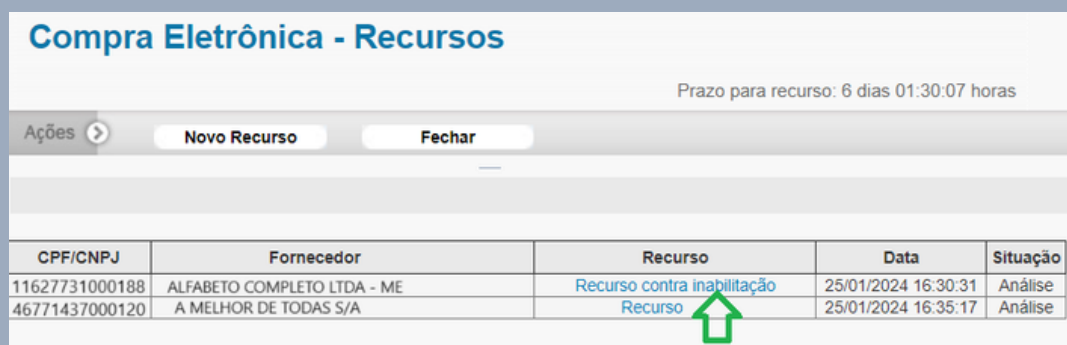 Compra Eletrônica - Recursos
Prazo para recurso: 6 dias 01:30:07 horas
Ações Novo Recurso Fechar
CPF/CNPJ Fornecedor Recurso Data Situação
11627731000188 ALFABETO COMPLETO LTDA - ME Recurso contra inabilitação 25/01/2024 16:30:31 Análise
46771437000120 A MELHOR DE TODAS S/A Recurso 25/01/2024 16:35:17 Análise